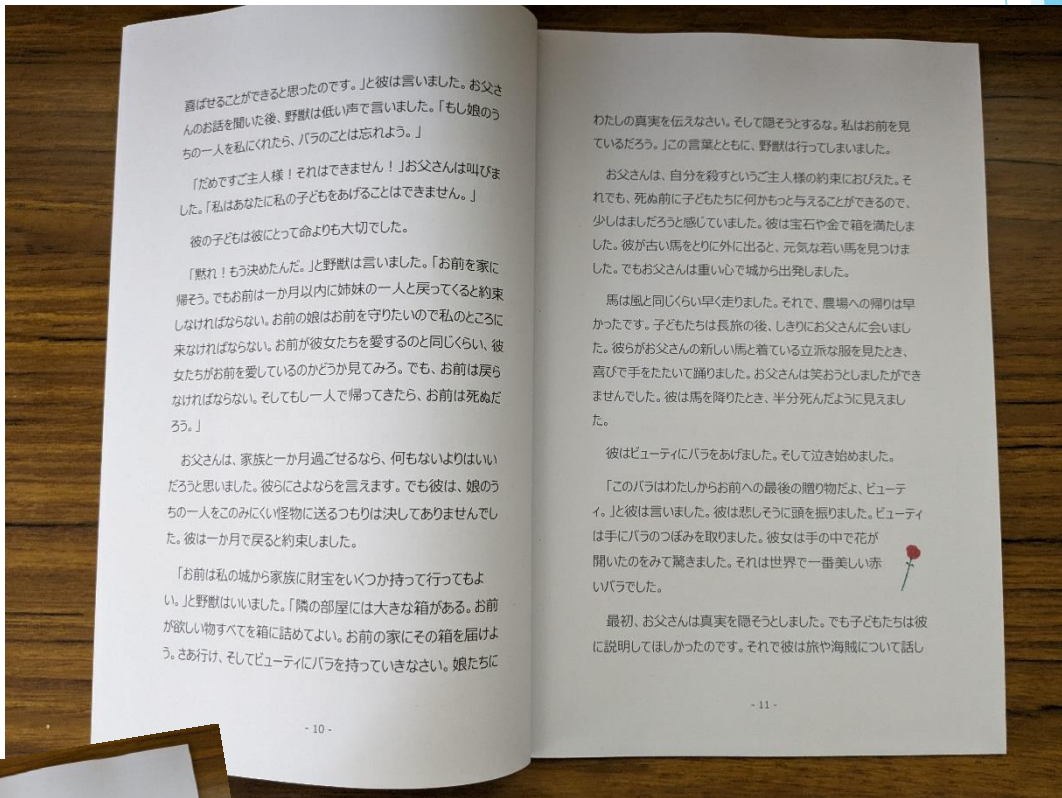 喜ばせることができると思ったのです。」と彼は言いました。お父さ
んのお話を聞いた後、野獣は低い声で言いました。「もし娘のう
ちの一人を私にくれたら、バラのことは忘れよう。」
「だめですご主人様！それはできません！」お父さんは叫びま
した。「私はあなたに私の子どもをあげることはできません。」
彼の子どもは彼にとって命よりも大切でした。
「黙れ！もう決めたんだ。」と野獣は言いました。「お前を家に
帰そう。でもお前は一か月以内に姉妹の一人と戻ってくると約束
しなければならない。お前の娘はお前を守りたいので私のところに
来なければならない。お前が彼女たちを愛するのと同じくらい、彼
女たちがお前を愛しているのかどうか見てみろ。でも、お前は戻ら
なければならない。そしてもし一人で帰ってきたら、お前は死ぬだ
ろう。」
お父さんは、家族と一か月過ごせるなら、何もないよりはいい
だろうと思いました。彼らにさよならを言えます。でも彼は、娘のう
ちの一人をこのみにくい怪物に送るつもりは決してありませんでし
た。彼は一か月で戻ると約束しました。
「お前は私の城から家族に財宝をいくつか持って行ってもよ
い。」と野獣はいいました。「隣の部屋には大きな箱がある。お前
が欲しい物すべてを箱に詰めてよい。お前の家にその箱を届けよ
う。さあ行け、そしてビューティにバラを持っていきなさい。娘たちに
- 10 -
わたしの真実を伝えなさい。そして隠そうとするな。私はお前を見
ているだろう。」この言葉とともに、野獣は行ってしまいました。
お父さんは、自分を殺すというご主人様の約束におびえた。そ
れでも、死ぬ前に子どもたちに何かもっと与えることができるので、
少しはましだろうと感じていました。彼は宝石や金で箱を満たしま
した。彼が古い馬をとりに外に出ると、元気な若い馬を見つけま
した。でもお父さんは重い心で城から出発しました。
馬は風と同じくらい早く走りました。それで、農場への帰りは早
かったです。子どもたちは長旅の後、しきりにお父さんに会いまし
た。彼らがお父さんの新しい馬と着ている立派な服を見たとき、
喜びで手をたたいて踊りました。お父さんは笑おうとしましたができ
ませんでした。彼は馬を降りたとき、半分死んだように見えまし
た。
彼はビューティにバラをあげました。そして泣き始めました。
「このバラはわたしからお前への最後の贈り物だよ、ビューテ
ィ。」と彼は言いました。彼は悲しそうに頭を振りました。ビューティ
は手にバラのつぼみを取りました。彼女は手の中で花が
開いたのをみて驚きました。それは世界で一番美しい赤
いバラでした。
最初、お父さんは真実を隠そうとしました。でも子どもたちは彼
に説明してほしかったのです。それで彼は旅や海賊について話し
- 11 -